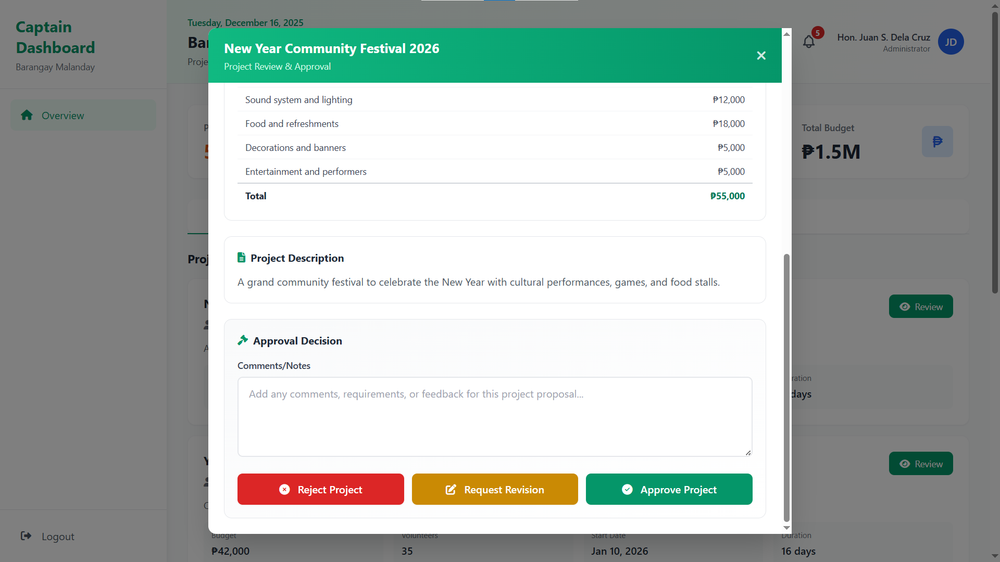 Captain
Dashboard
Barangay Malanday
Overview
Logout
Tuesday, December 16, 2025
5
Hon. Juan S. Dela Cruz
Administrator
JD
New Year Community Festival 2026
Project Review & Approval
Sound system and lighting ₱12,000
Food and refreshments ₱18,000
Decorations and banners ₱5,000
Entertainment and performers ₱5,000
Total ₱55,000
Project Description
A grand community festival to celebrate the New Year with cultural performances, games, and food stalls.
Approval Decision
Comments/Notes
Add any comments, requirements, or feedback for this project proposal...
Reject Project
Request Revision
Approve Project
Total Budget
₱1.5M
Review
days
Review
Budget Volunteers Start Date Duration
₱42,000 35 Jan 10, 2026 16 days